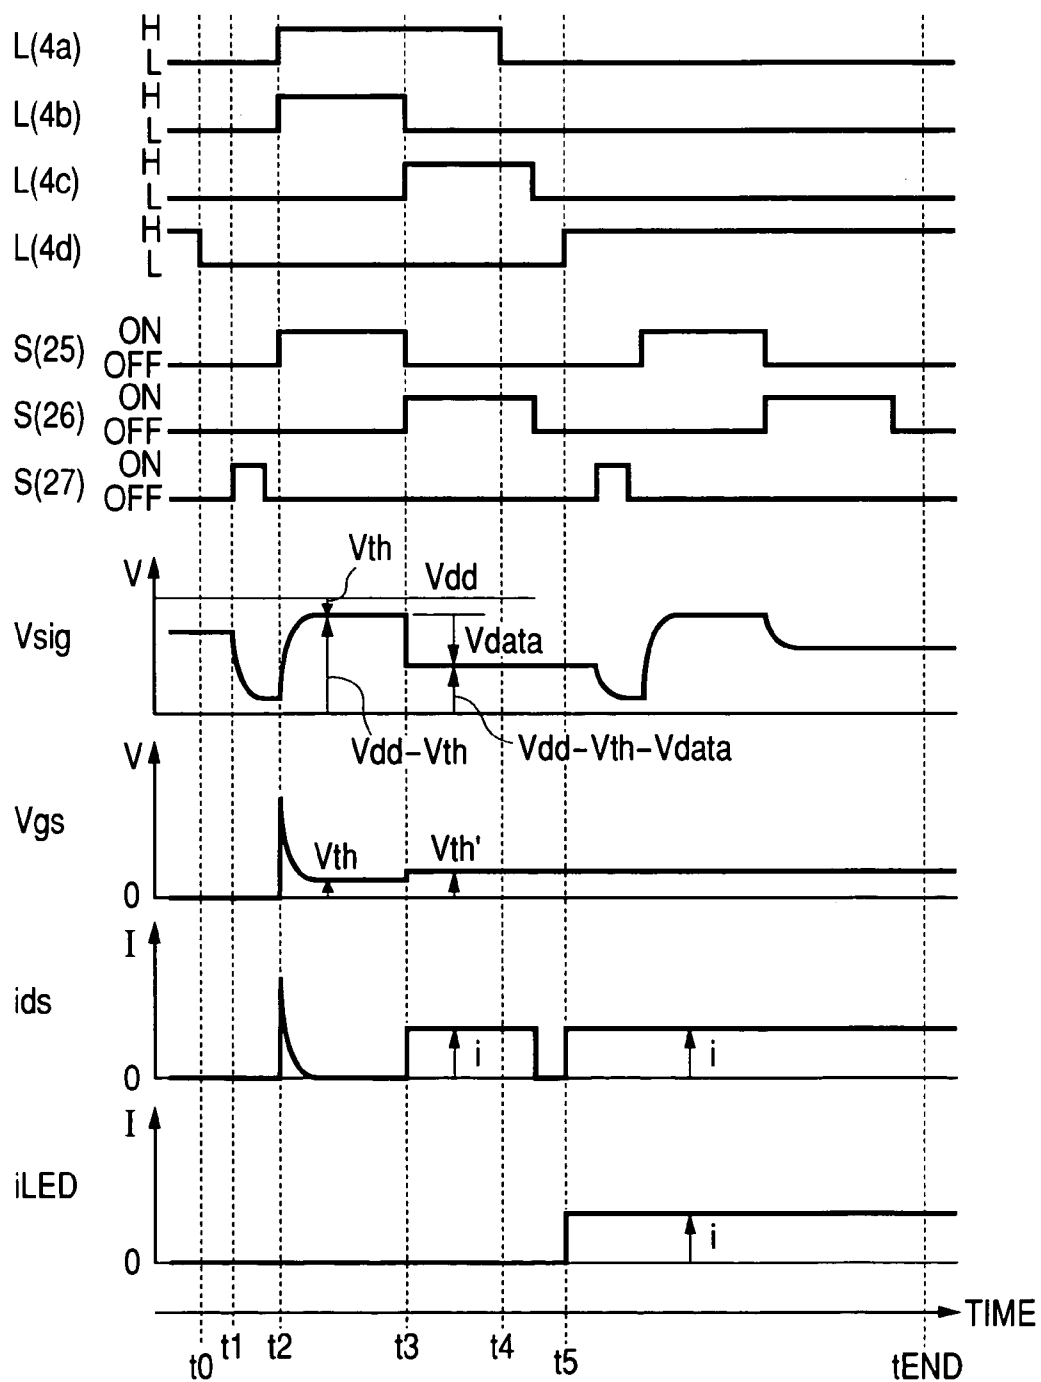 L(4a) H L
L(4b) H L
L(4c) H L
L(4d) H L
S(25) ON OFF
S(26) ON OFF
S(27) ON OFF
V Vth Vdd
Vsig Vdata
Vdd-Vth Vdd-Vth-Vdata
V
Vgs Vth Vth'
0
I
ids i i
0
I
iLED i
0
TIME
t0 t1 t2 t3 t4 t5 tEND